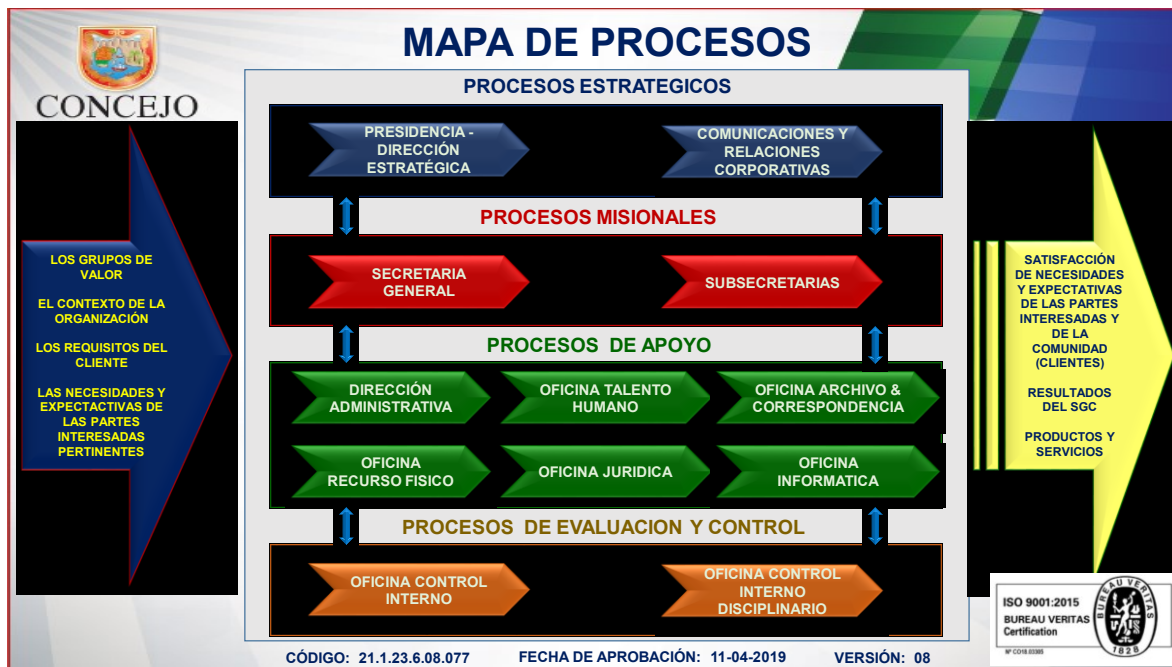 MAPA DE PROCESOS
CONCEJO
PROCESOS ESTRATEGICOS
PRESIDENCIA -
DIRECCIÓN
ESTRATÉGICA
COMUNICACIONES Y
RELACIONES
CORPORATIVAS
PROCESOS MISIONALES
SECRETARIA
GENERAL
SUBSECRETARIAS
PROCESOS DE APOYO
DIRECCIÓN
ADMINISTRATIVA
OFICINA TALENTO
HUMANO
OFICINA ARCHIVO &
CORRESPONDENCIA
OFICINA
RECURSO FISICO
OFICINA JURIDICA
OFICINA
INFORMATICA
PROCESOS DE EVALUACION Y CONTROL
OFICINA CONTROL
INTERNO
OFICINA CONTROL
INTERNO
DISCIPLINARIO
LOS GRUPOS DE
VALOR
EL CONTEXTO DE LA
ORGANIZACIÓN
LOS REQUISITOS DEL
CLIENTE
LAS NECESIDADES Y
EXPECTACTIVAS DE
LAS PARTES
INTERESADAS
PERTINENTES
SATISFACCIÓN
DE NECESIDADES
Y EXPECTATIVAS
DE LAS PARTES
INTERESADAS Y
DE LA
COMUNIDAD
(CLIENTES)
RESULTADOS
DEL SGC
PRODUCTOS Y
SERVICIOS
ISO 9001:2015
BUREAU VERITAS
Certification
Nº CO18.03385
BUREAU VERITAS
1828
CÓDIGO: 21.1.23.6.08.077
FECHA DE APROBACIÓN: 11-04-2019
VERSIÓN: 08